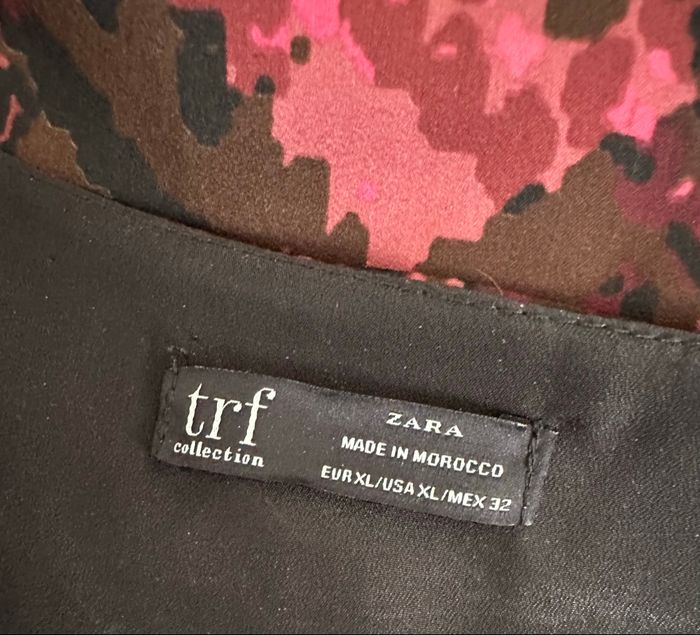 trf
collection
ZARA
MADE IN MOROCCO
EUR XL/USA XL/MEX 32